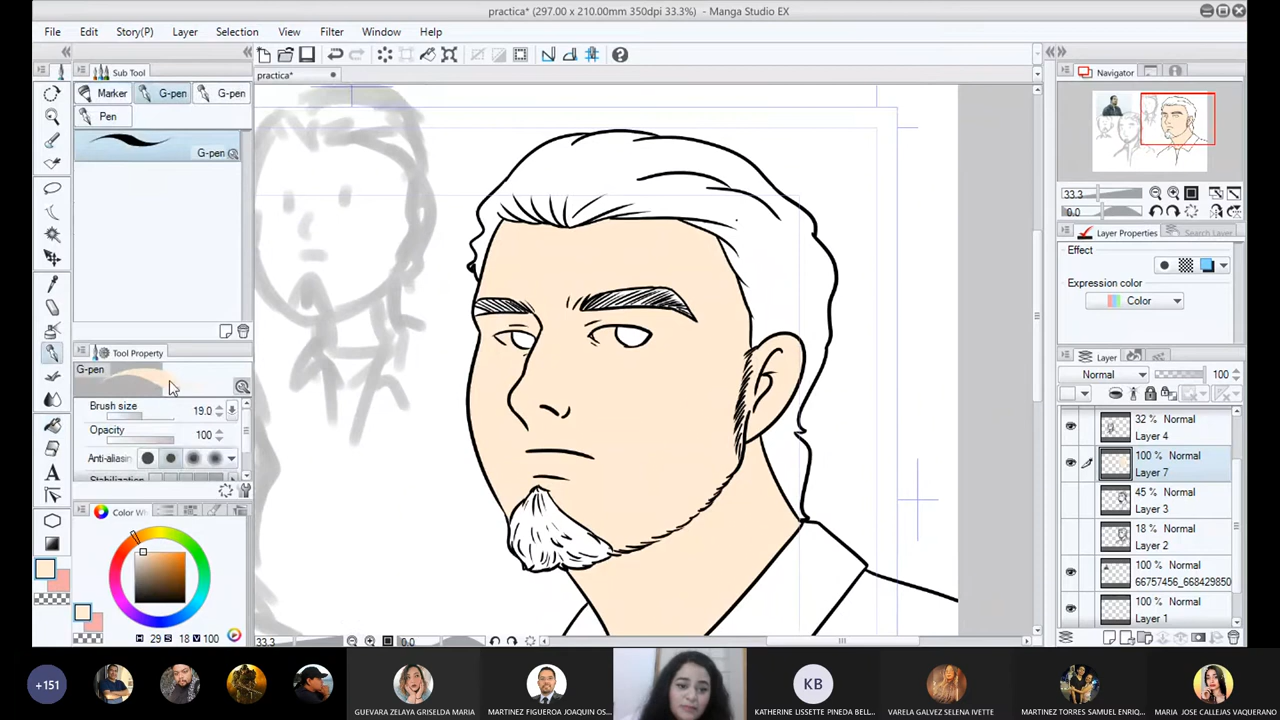 practica* (297.00 x 210.00mm 350dpi 33.3%) - Manga Studio EX
File Edit Story(P) Layer Selection View Filter Window Help
Sub Tool
Marker G-pen G-pen
Pen
G-pen
Tool Property
G-pen
Brush size 19.0
Opacity 100
Anti-aliasin
Stabilization
Color W
H 29 S 18 V 100
practica*
33.3 0.0
Navigator
33.3
0.0
Layer Properties Search Layer
Effect
Expression color
Color
Layer
Normal 100
32 % Normal
Layer 4
100 % Normal
Layer 7
45 % Normal
Layer 3
18 % Normal
Layer 2
100 % Normal
66757456_668429850
100 % Normal
Layer 1
+151
KB
GUEVARA ZELAYA GRISELDA MARIA
MARTINEZ FIGUEROA JOAQUIN OS...
KATHERINE LISSETTE PINEDA BELL...
VARELA GALVEZ SELENA IVETTE
MARTINEZ TORRES SAMUEL ENRIQ...
MARIA JOSE CALLEJAS VAQUERANO